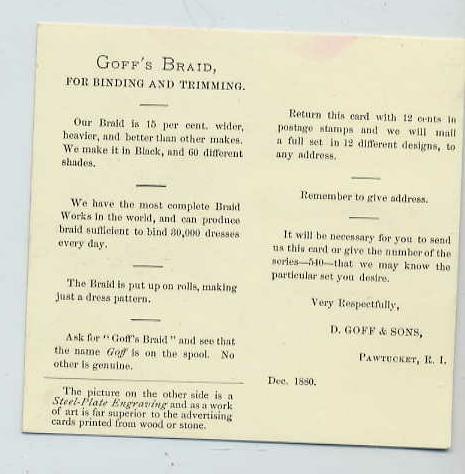 GOFF'S BRAID,
FOR BINDING AND TRIMMING.
Our Braid is 15 per cent. wider,
heavier, and better than other makes.
We make it in Black, and 60 different
shades.
We have the most complete Braid
Works in the world, and can produce
braid sufficient to bind 30,000 dresses
every day.
The Braid is put up on rolls, making
just a dress pattern.
Ask for "Goff's Braid" and see that
the name Goff is on the spool. No
other is genuine.
The picture on the other side is a
Steel-Plate Engraving and as a work
of art is far superior to the advertising
cards printed from wood or stone.
Return this card with 12 cents in
postage stamps and we will mail
a full set in 12 different designs, to
any address.
Remember to give address.
It will be necessary for you to send
us this card or give the number of the
series—540—that we may know the
particular set you desire.
Very Respectfully,
D. GOFF & SONS,
PAWTUCKET, R. I.
Dec. 1880.